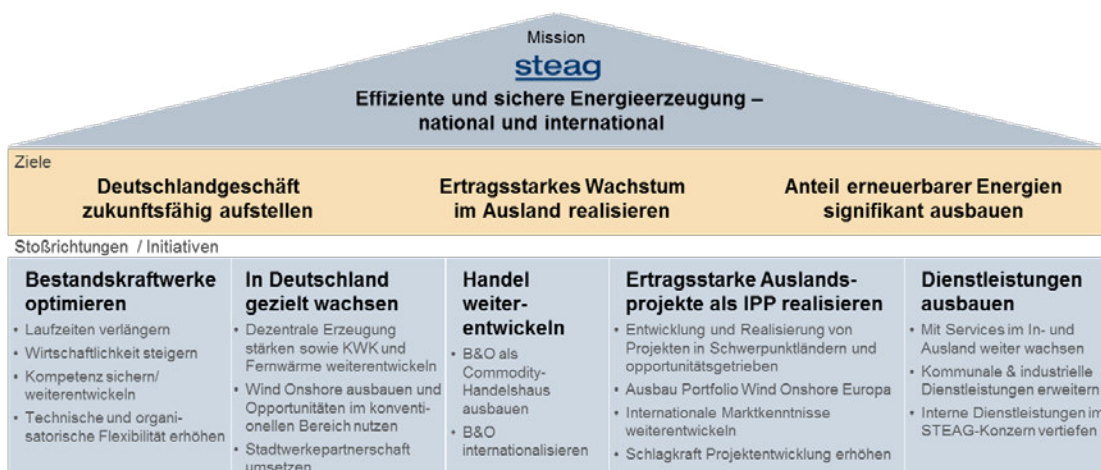 Mission
steag
Effiziente und sichere Energieerzeugung –
national und international
Ziele
Deutschlandgeschäft
zukunftsfähig aufstellen
Ertragsstarkes Wachstum
im Ausland realisieren
Anteil erneuerbarer Energien
signifikant ausbauen
Stoßrichtungen / Initiativen
Bestandskraftwerke
optimieren
• Laufzeiten verlängern
• Wirtschaftlichkeit steigern
• Kompetenz sichern/
weiterentwickeln
• Technische und organi-
satorische Flexibilität erhöhen
In Deutschland
gezielt wachsen
• Dezentrale Erzeugung
stärken sowie KWK und
Fernwärme weiterentwickeln
• Wind Onshore ausbauen und
Opportunitäten im konventi-
onellen Bereich nutzen
• Stadtwerkepartnerschaft
umsetzen
Handel
weiter-
entwickeln
• B&O als
Commodity-
Handelshaus
ausbauen
• B&O
internationalisieren
Ertragsstarke Auslands-
projekte als IPP realisieren
• Entwicklung und Realisierung von
Projekten in Schwerpunktländern und
opportunitätsgetrieben
• Ausbau Portfolio Wind Onshore Europa
• Internationale Marktkenntnisse
weiterentwickeln
• Schlagkraft Projektentwicklung erhöhen
Dienstleistungen
ausbauen
• Mit Services im In- und
Ausland weiter wachsen
• Kommunale & industrielle
Dienstleistungen erweitern
• Interne Dienstleistungen im
STEAG-Konzern vertiefen